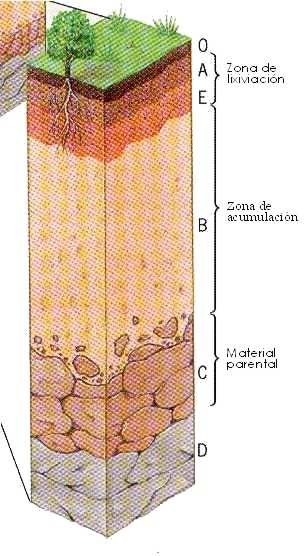 O
A
Zona de
lixiviación
E
Zona de
acumulación
B
Material
parental
C
D